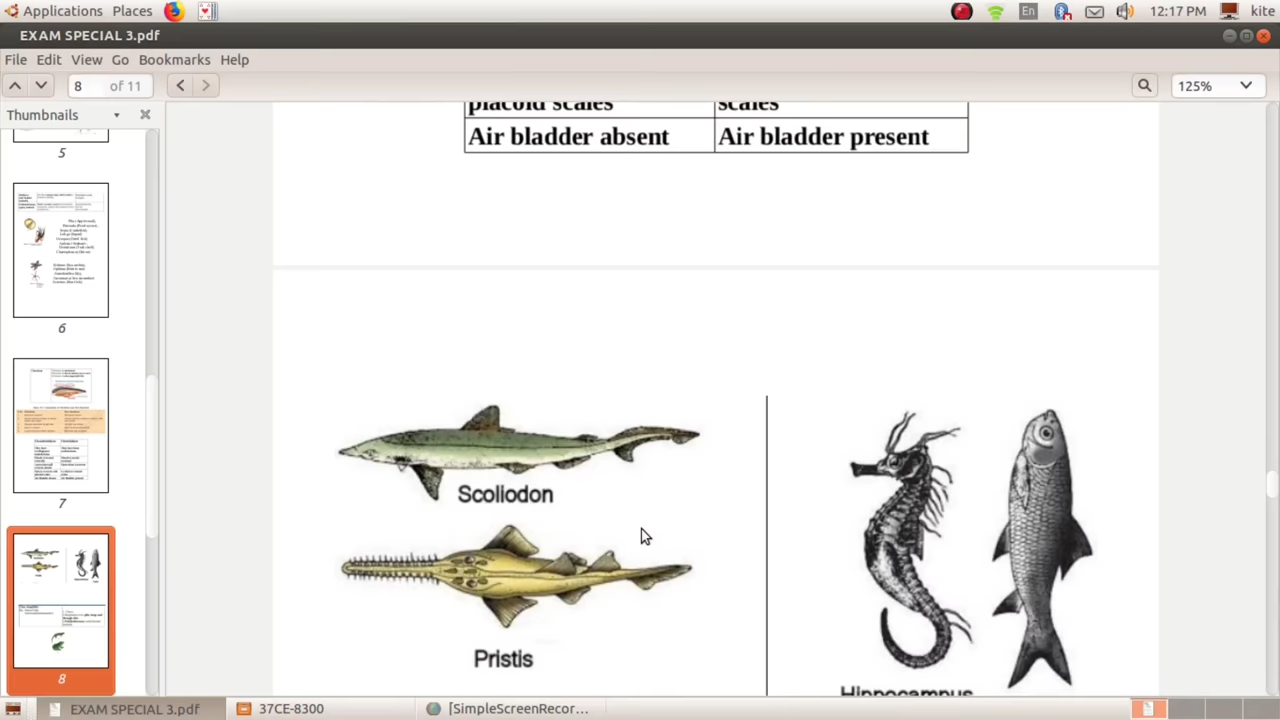 Applications Places En 12:17 PM kite
EXAM SPECIAL 3.pdf
File Edit View Go Bookmarks Help
8 of 11 125%
Thumbnails
5
6
7
8
placoid scales scales
Air bladder absent Air bladder present
Scoliodon
Pristis
Hippocampus
EXAM SPECIAL 3.pdf 37CE-8300 [SimpleScreenRecor...